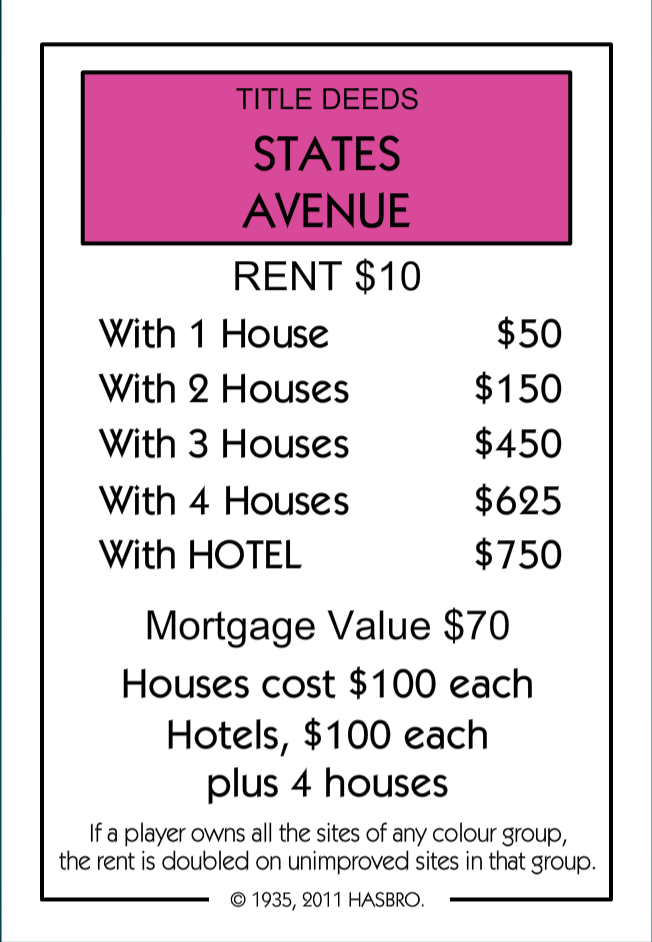 TITLE DEEDS
STATES
AVENUE
RENT $10
With 1 House $50
With 2 Houses $150
With 3 Houses $450
With 4 Houses $625
With HOTEL $750
Mortgage Value $70
Houses cost $100 each
Hotels, $100 each
plus 4 houses
If a player owns all the sites of any colour group,
the rent is doubled on unimproved sites in that group.
© 1935, 2011 HASBRO.